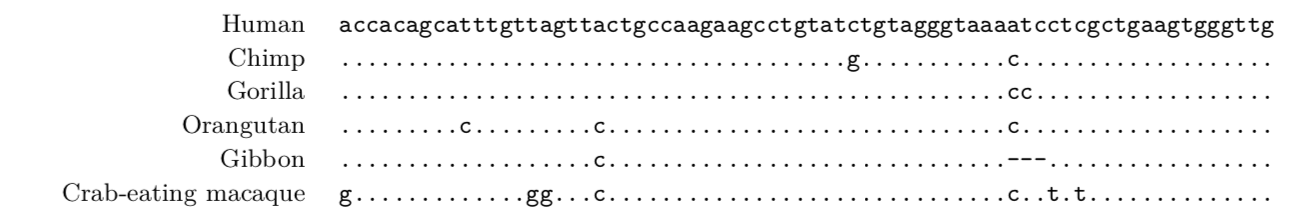 Human accacagcatttgttagttactgccaagaagcctgtatctgtagggtaaaatcctcgctgaagtgggttg
Chimp ......................................g...........c...................
Gorilla ..................................................cc..................
Orangutan .........c.........c..............................c...................
Gibbon ...................c..............................---.................
Crab-eating macaque g.............gg...c..............................c..t.t..............